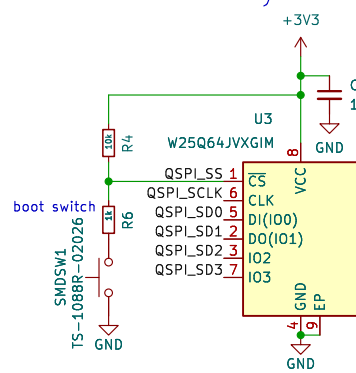 +3V3
C
1
GND
U3
W25Q64JVXGIM
10k
R4
8
VCC
QSPI_SS 1 CS
QSPI_SCLK 6 CLK
QSPI_SD0 5 DI(IO0)
QSPI_SD1 2 DO(IO1)
QSPI_SD2 3 IO2
QSPI_SD3 7 IO3
boot switch
1k
R6
SMDSW1
TS-1088R-02026
GND
GND
EP
4
9
GND